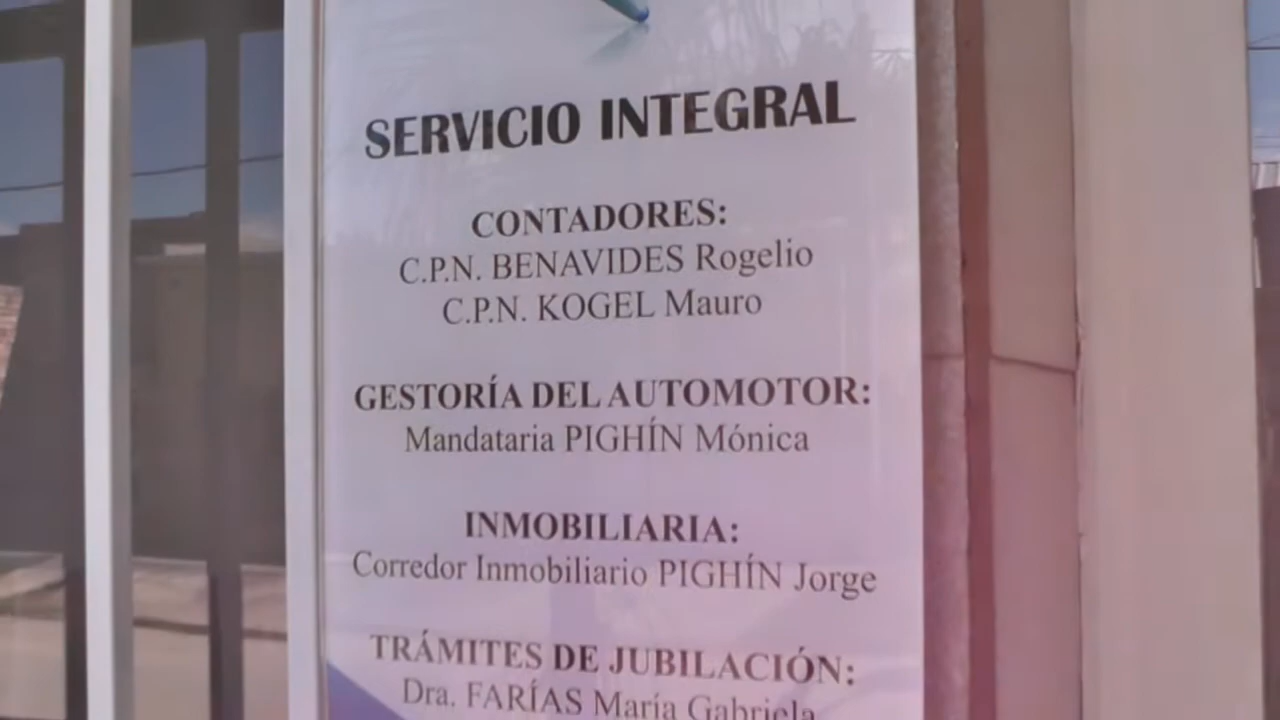 SERVICIO INTEGRAL
CONTADORES:
C.P.N. BENAVIDES Rogelio
C.P.N. KOGEL Mauro
GESTORÍA DEL AUTOMOTOR:
Mandataria PIGHÍN Mónica
INMOBILIARIA:
Corredor Inmobiliario PIGHÍN Jorge
TRÁMITES DE JUBILACIÓN:
Dra. FARÍAS María Gabriela